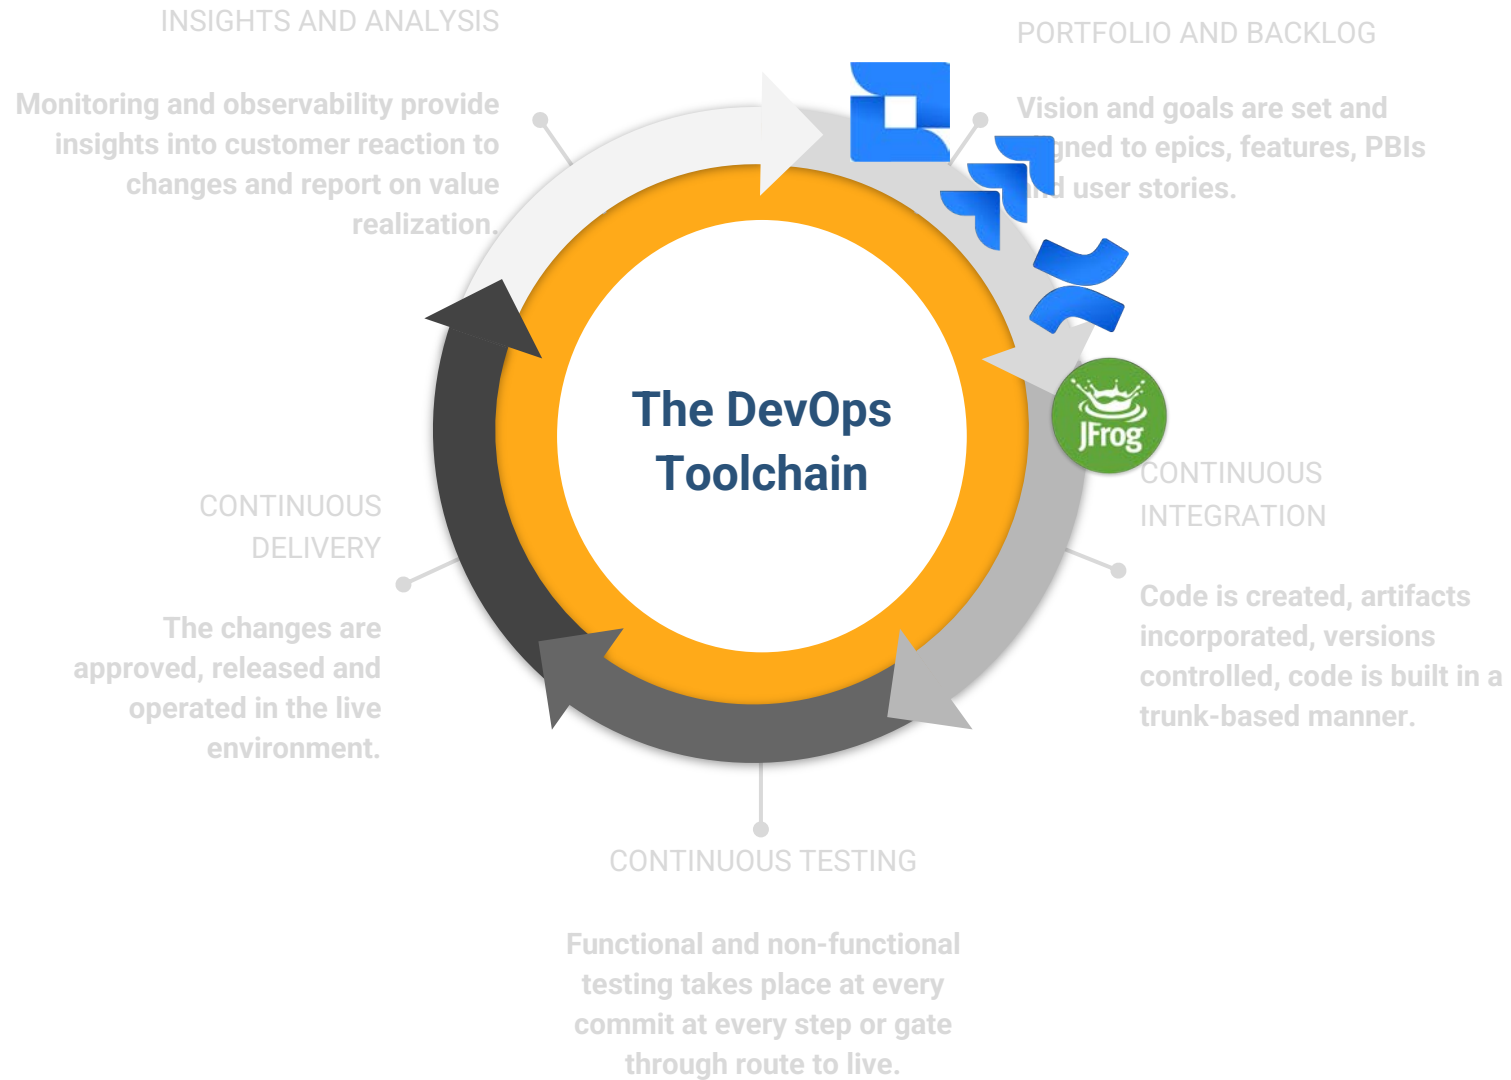 INSIGHTS AND ANALYSIS
Monitoring and observability provide
insights into customer reaction to
changes and report on value
realization.
PORTFOLIO AND BACKLOG
Vision and goals are set and
to epics, features, PBIs
user stories.
The DevOps
Toolchain
JFrog
CONTINUOUS
INTEGRATION
Code is created, artifacts
incorporated, versions
controlled, code is built in a
trunk-based manner.
CONTINUOUS
DELIVERY
The changes are
approved, released and
operated in the live
environment.
CONTINUOUS TESTING
Functional and non-functional
testing takes place at every
commit at every step or gate
through route to live.